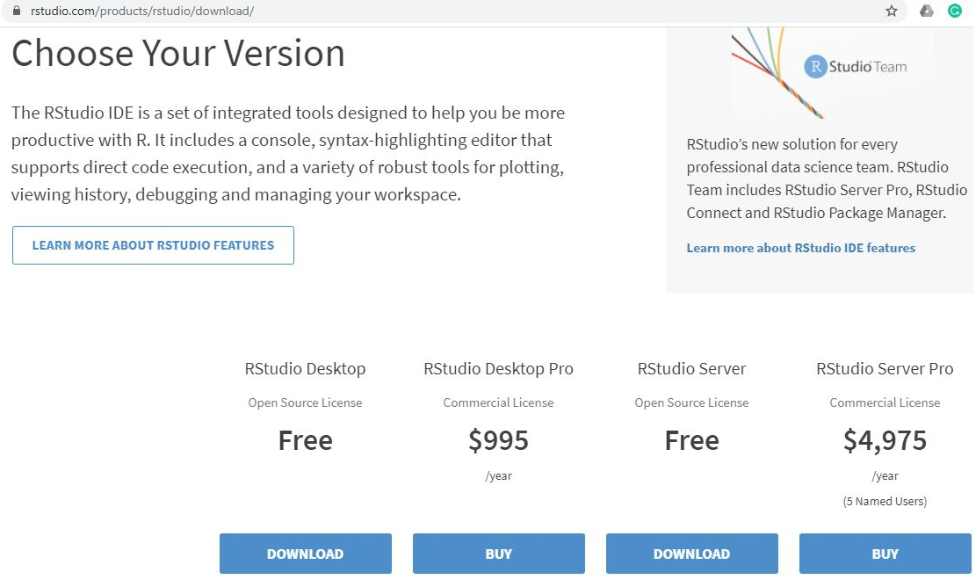 rstudio.com/products/rstudio/download/
Choose Your Version
The RStudio IDE is a set of integrated tools designed to help you be more
productive with R. It includes a console, syntax-highlighting editor that
supports direct code execution, and a variety of robust tools for plotting,
viewing history, debugging and managing your workspace.
LEARN MORE ABOUT RSTUDIO FEATURES
R Studio Team
RStudio's new solution for every
professional data science team. RStudio
Team includes RStudio Server Pro, RStudio
Connect and RStudio Package Manager.
Learn more about RStudio IDE features
RStudio Desktop
Open Source License
Free
DOWNLOAD
RStudio Desktop Pro
Commercial License
$995
/year
BUY
RStudio Server
Open Source License
Free
DOWNLOAD
RStudio Server Pro
Commercial License
$4,975
/year
(5 Named Users)
BUY